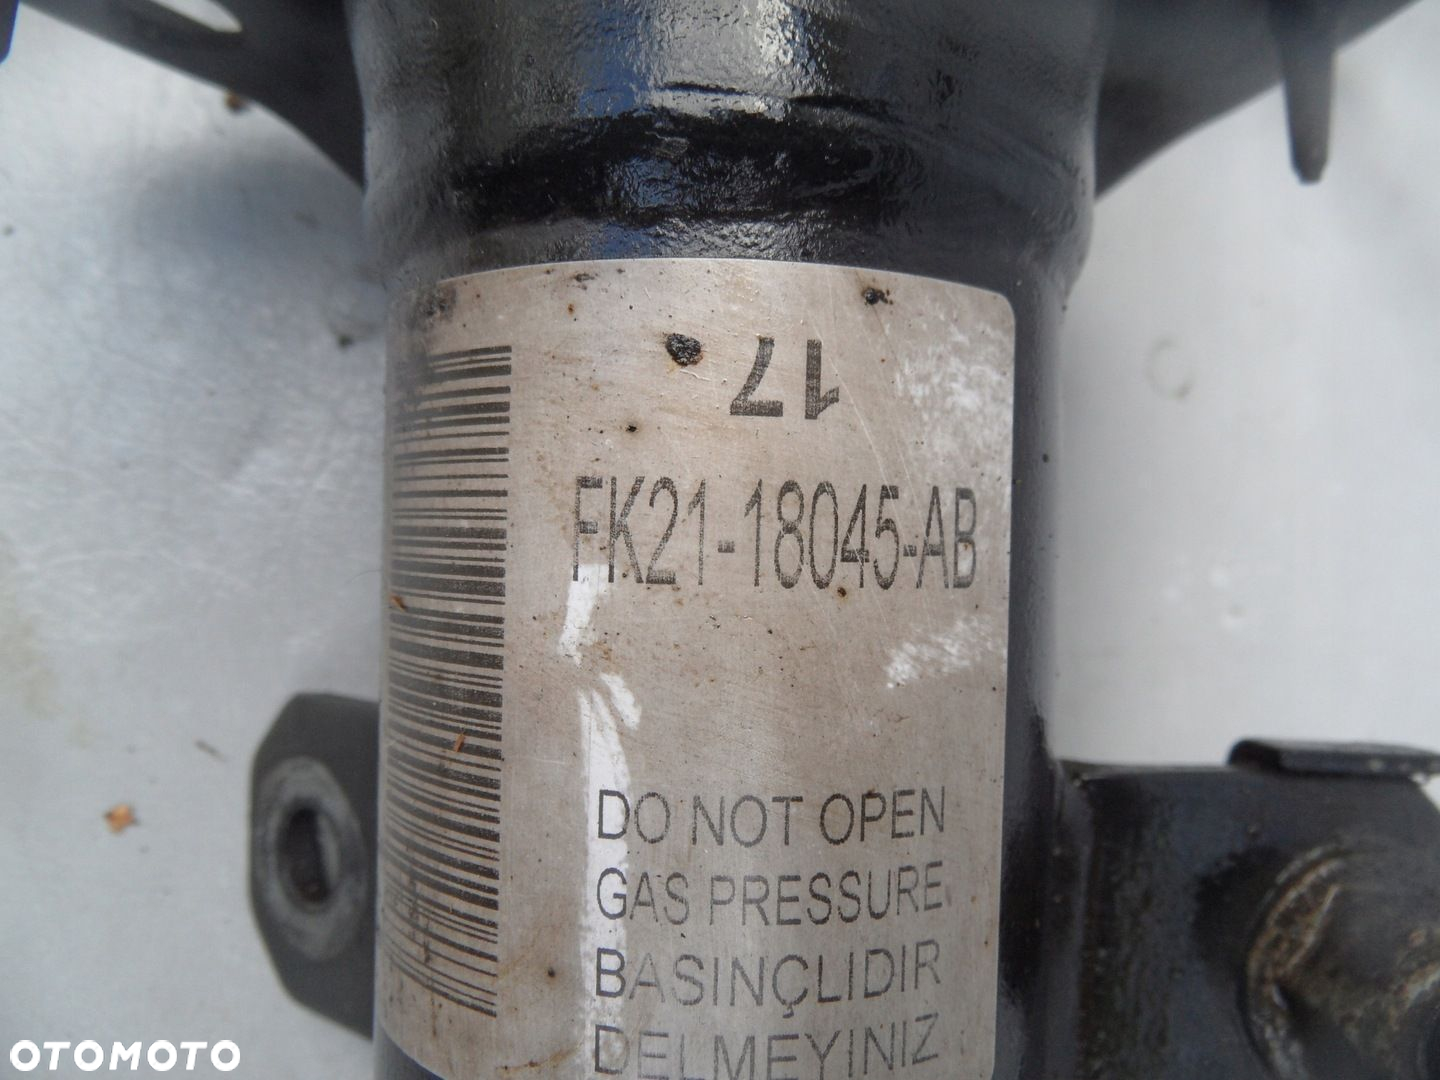 17
FK21-18045-AB
DO NOT OPEN
GAS PRESSURE
BASINÇLIDIR
DELMEYINIZ
OTOMOTO